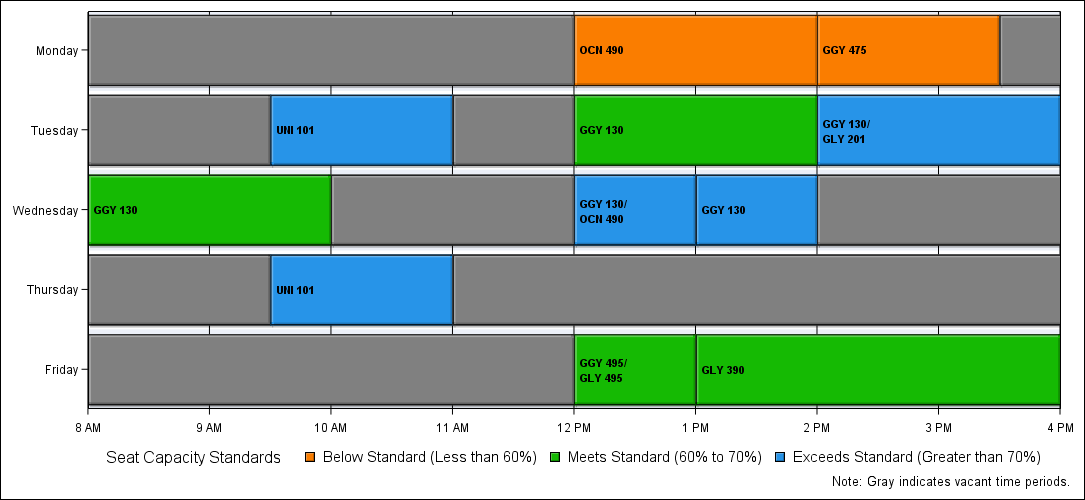 Monday
OCN 490
GGY 475
Tuesday
UNI 101
GGY 130
GGY 130/
GLY 201
Wednesday
GGY 130
GGY 130/
OCN 490
GGY 130
Thursday
UNI 101
Friday
GGY 495/
GLY 495
GLY 390
8 AM 9 AM 10 AM 11 AM 12 PM 1 PM 2 PM 3 PM 4 PM
Seat Capacity Standards Below Standard (Less than 60%) Meets Standard (60% to 70%) Exceeds Standard (Greater than 70%)
Note: Gray indicates vacant time periods.